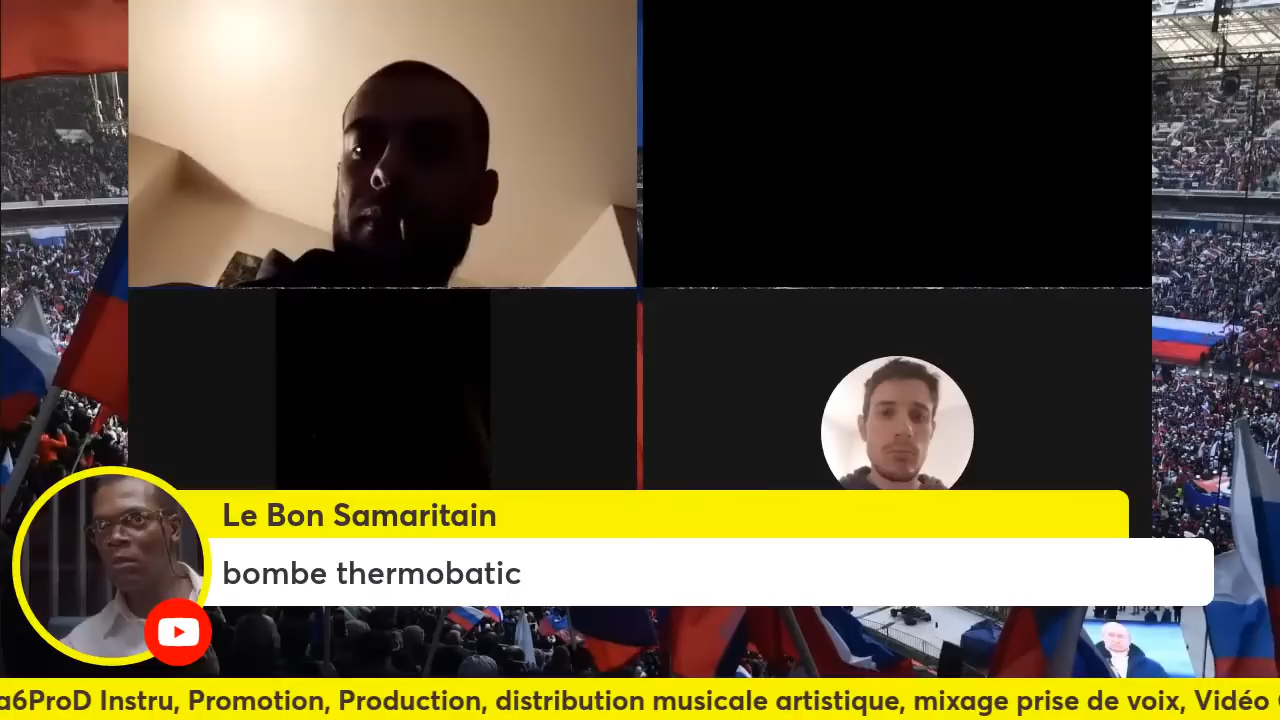 Le Bon Samaritain
bombe thermobatic
a6ProD Instru, Promotion, Production, distribution musicale artistique, mixage prise de voix, Vidéo